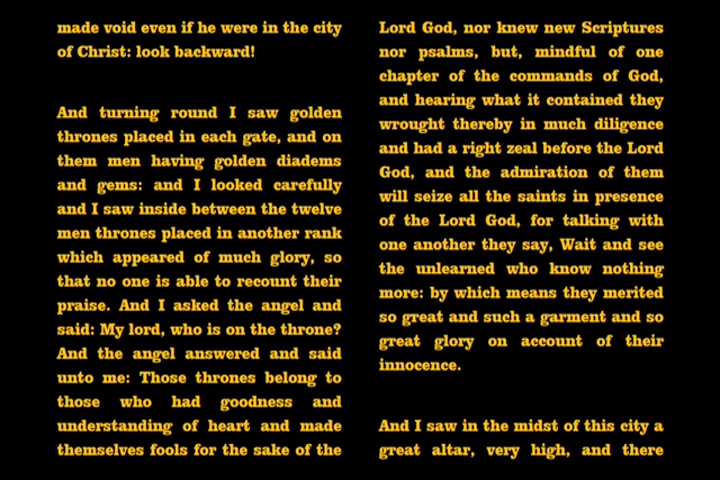 made void even if he were in the city
of Christ: look backward!
And turning round I saw golden
thrones placed in each gate, and on
them men having golden diadems
and gems: and I looked carefully
and I saw inside between the twelve
men thrones placed in another rank
which appeared of much glory, so
that no one is able to recount their
praise. And I asked the angel and
said: My lord, who is on the throne?
And the angel answered and said
unto me: Those thrones belong to
those who had goodness and
understanding of heart and made
themselves fools for the sake of the
Lord God, nor knew new Scriptures
nor psalms, but, mindful of one
chapter of the commands of God,
and hearing what it contained they
wrought thereby in much diligence
and had a right zeal before the Lord
God, and the admiration of them
will seize all the saints in presence
of the Lord God, for talking with
one another they say, Wait and see
the unlearned who know nothing
more: by which means they merited
so great and such a garment and so
great glory on account of their
innocence.
And I saw in the midst of this city a
great altar, very high, and there